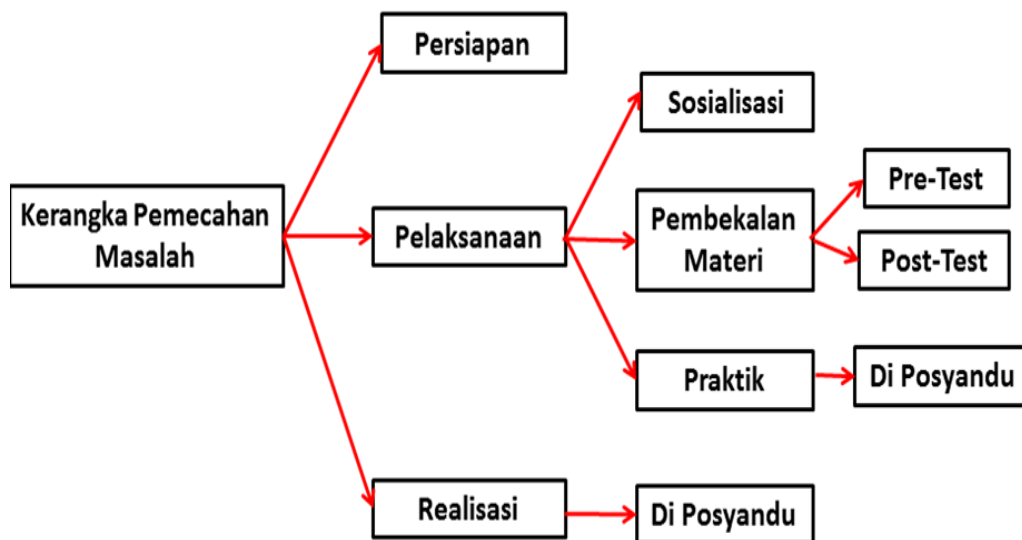 Persiapan
Sosialisasi
Pre-Test
Kerangka Pemecahan
Masalah
Pelaksanaan
Pembekalan
Materi
Post-Test
Praktik
Di Posyandu
Realisasi
Di Posyandu